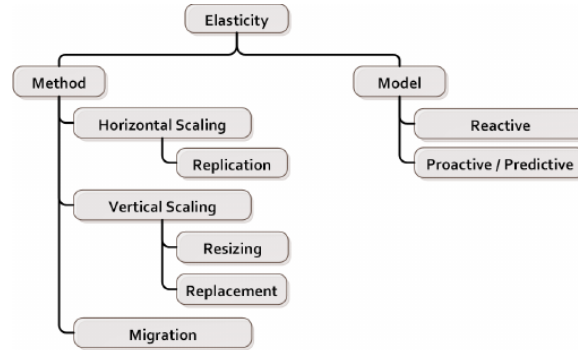 Elasticity
Method
Model
Horizontal Scaling
Reactive
Replication
Proactive / Predictive
Vertical Scaling
Resizing
Replacement
Migration